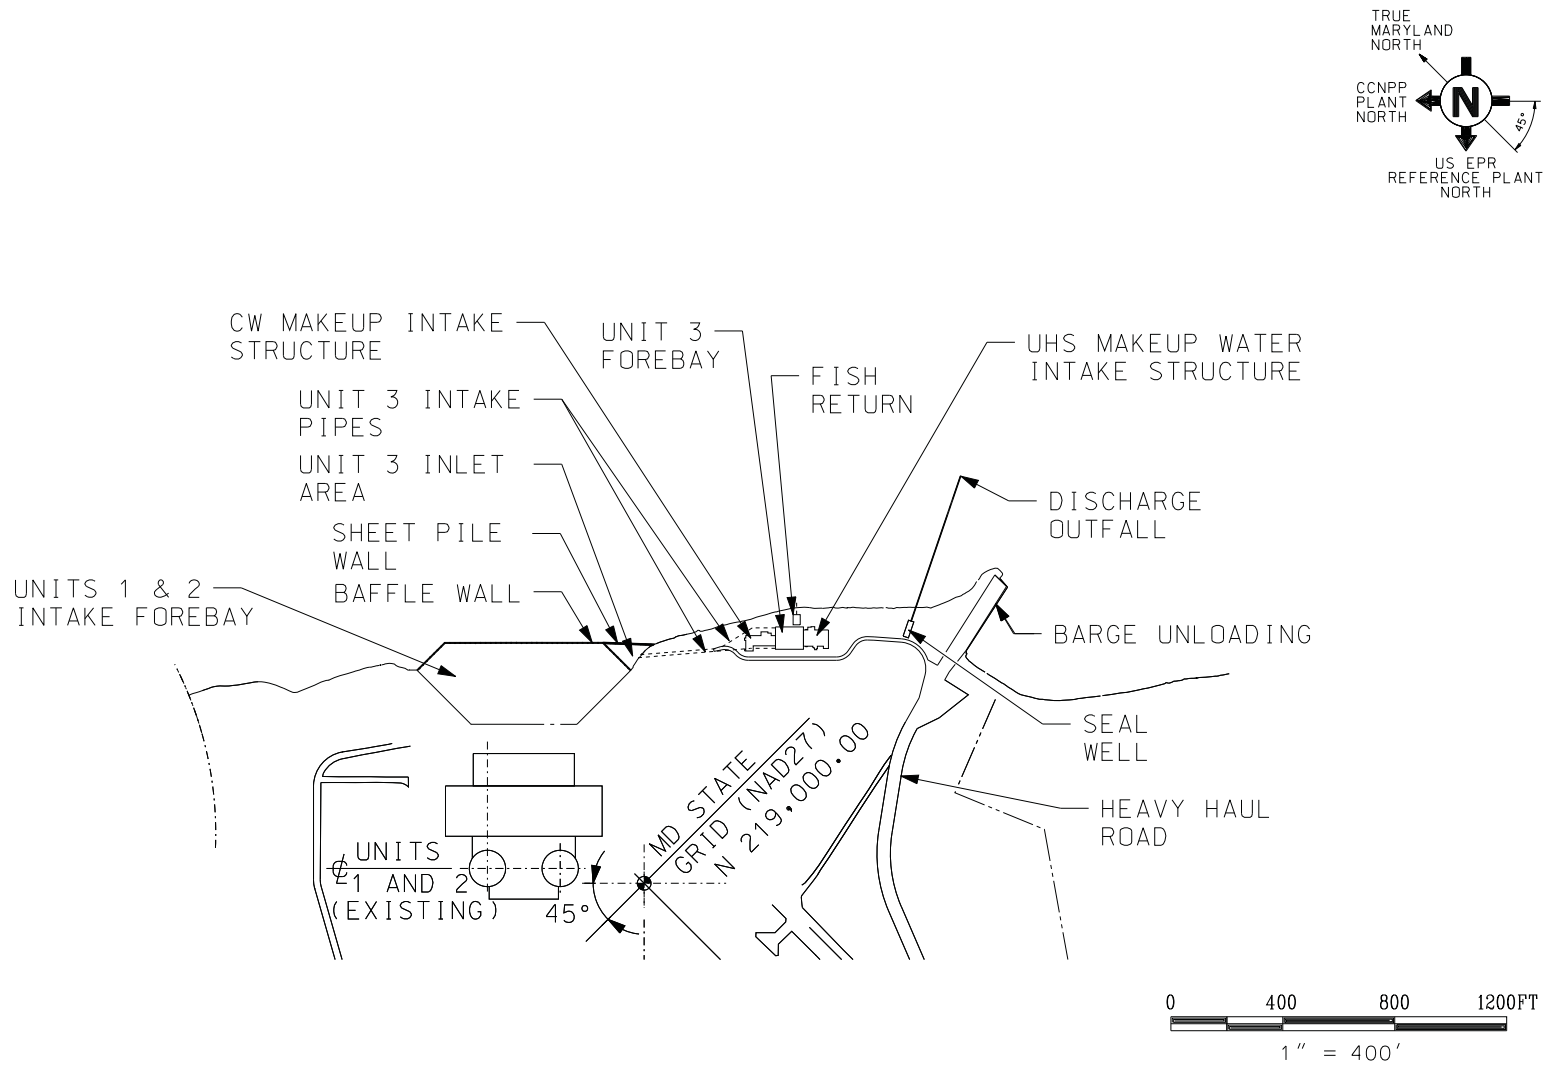 TRUE
MARYLAND
NORTH
CCNPP
PLANT
NORTH
N
45°
US EPR
REFERENCE PLANT
NORTH
CW MAKEUP INTAKE
STRUCTURE
UNIT 3
FOREBAY
UHS MAKEUP WATER
INTAKE STRUCTURE
FISH
RETURN
UNIT 3 INTAKE
PIPES
UNIT 3 INLET
AREA
DISCHARGE
OUTFALL
SHEET PILE
WALL
BAFFLE WALL
UNITS 1 & 2
INTAKE FOREBAY
BARGE UNLOADING
SEAL
WELL
MD STATE
GRID (NAD27)
N 219,000.00
HEAVY HAUL
ROAD
℄ UNITS
1 AND 2
(EXISTING)
45°
0 400 800 1200FT
1" = 400'